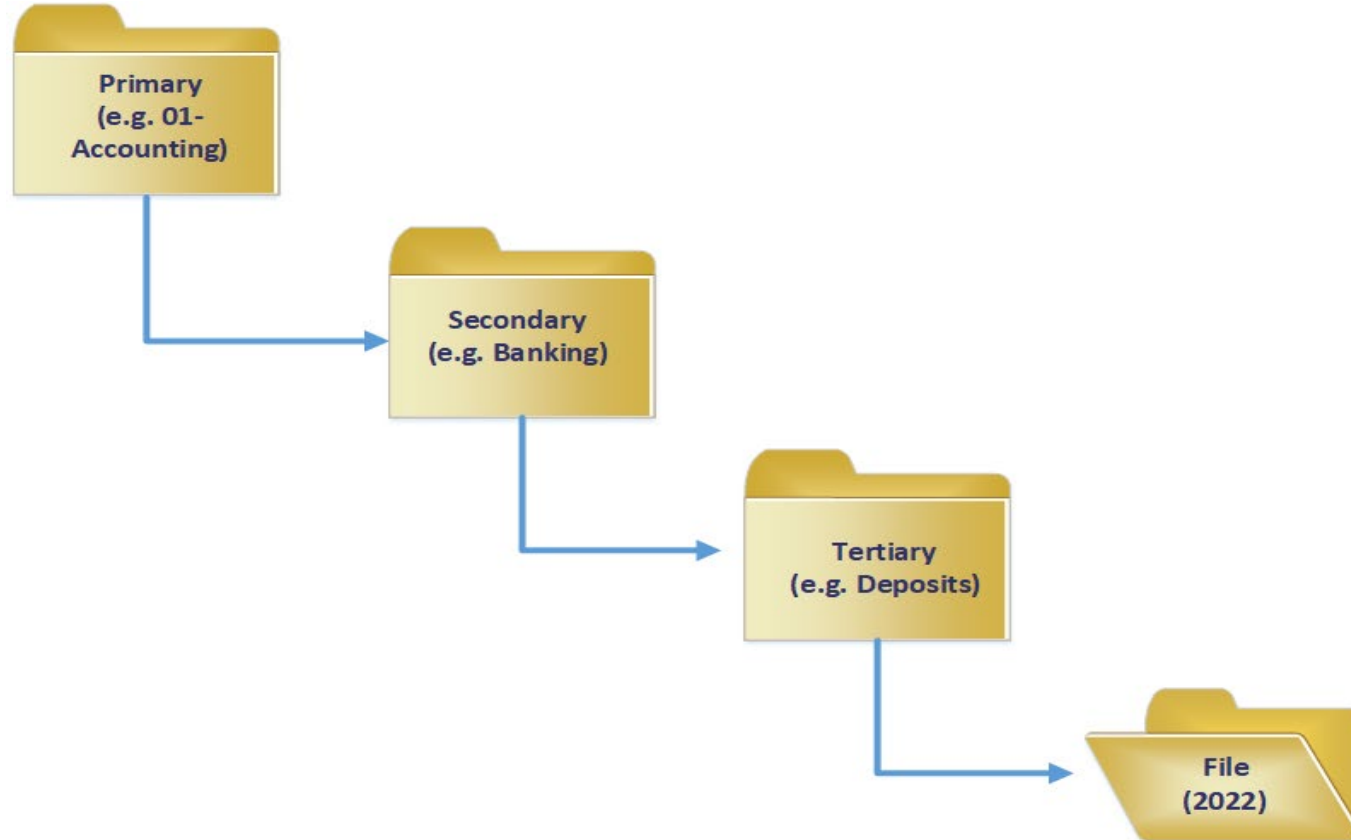 Primary
(e.g. 01-
Accounting)
Secondary
(e.g. Banking)
Tertiary
(e.g. Deposits)
File
(2022)